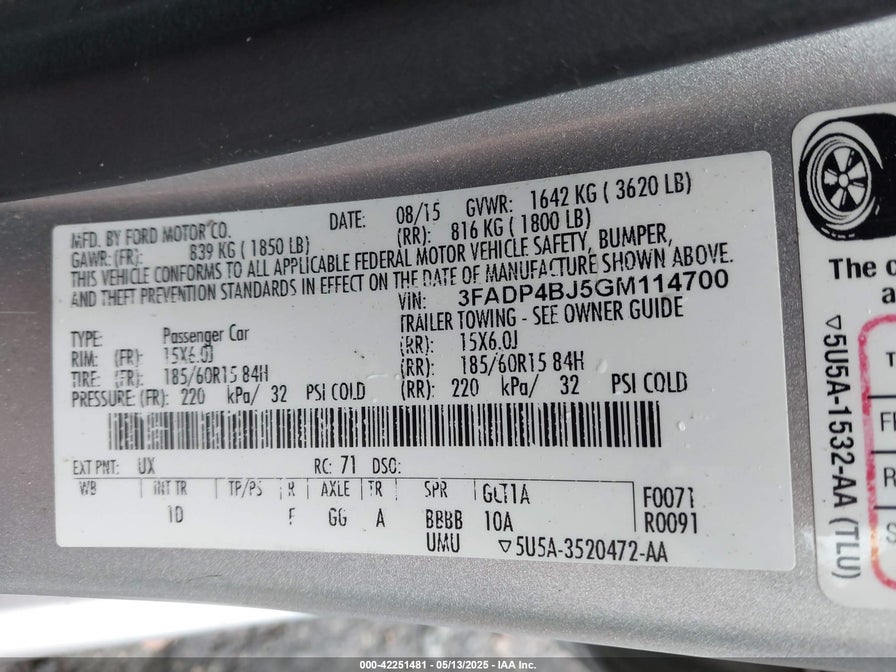 MFD. BY FORD MOTOR CO. DATE: 08/15 GVWR: 1642 KG ( 3620 LB)
GAWR: (FR): 839 KG ( 1850 LB) (RR): 816 KG ( 1800 LB)
THIS VEHICLE CONFORMS TO ALL APPLICABLE FEDERAL MOTOR VEHICLE SAFETY, BUMPER,
AND THEFT PREVENTION STANDARDS IN EFFECT ON THE DATE OF MANUFACTURE SHOWN ABOVE.
VIN: 3FADP4BJ5GM114700
TYPE: Passenger Car TRAILER TOWING - SEE OWNER GUIDE
RIM: (FR): 15X6.0J (RR): 15X6.0J
TIRE: (FR): 185/60R15 84H (RR): 185/60R15 84H
PRESSURE: (FR): 220 kPa/ 32 PSI COLD (RR): 220 kPa/ 32 PSI COLD
EXT PNT: UX RC: 71 DSO:
WB INT TR TP/PS R AXLE TR SPR GLT1A F0071
1D F GG A BBBB 10A R0091
UMU ▽5U5A-3520472-AA
The c
a
▽5U5A-1532-AA (TLU)
T
F
R
S
000-42251481 - 05/13/2025 - IAA Inc.